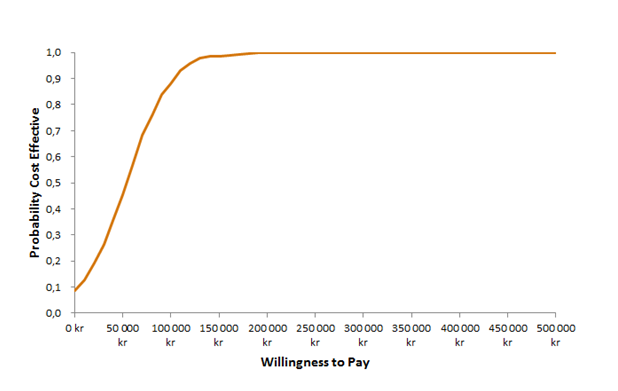 1,0
0,9
0,8
0,7
0,6
0,5
0,4
0,3
0,2
0,1
0,0
Probability Cost Effective
0 kr 50 000 100 000 150 000 200 000 250 000 300 000 350 000 400 000 450 000 500 000
kr kr kr kr kr kr kr kr kr kr
Willingness to Pay